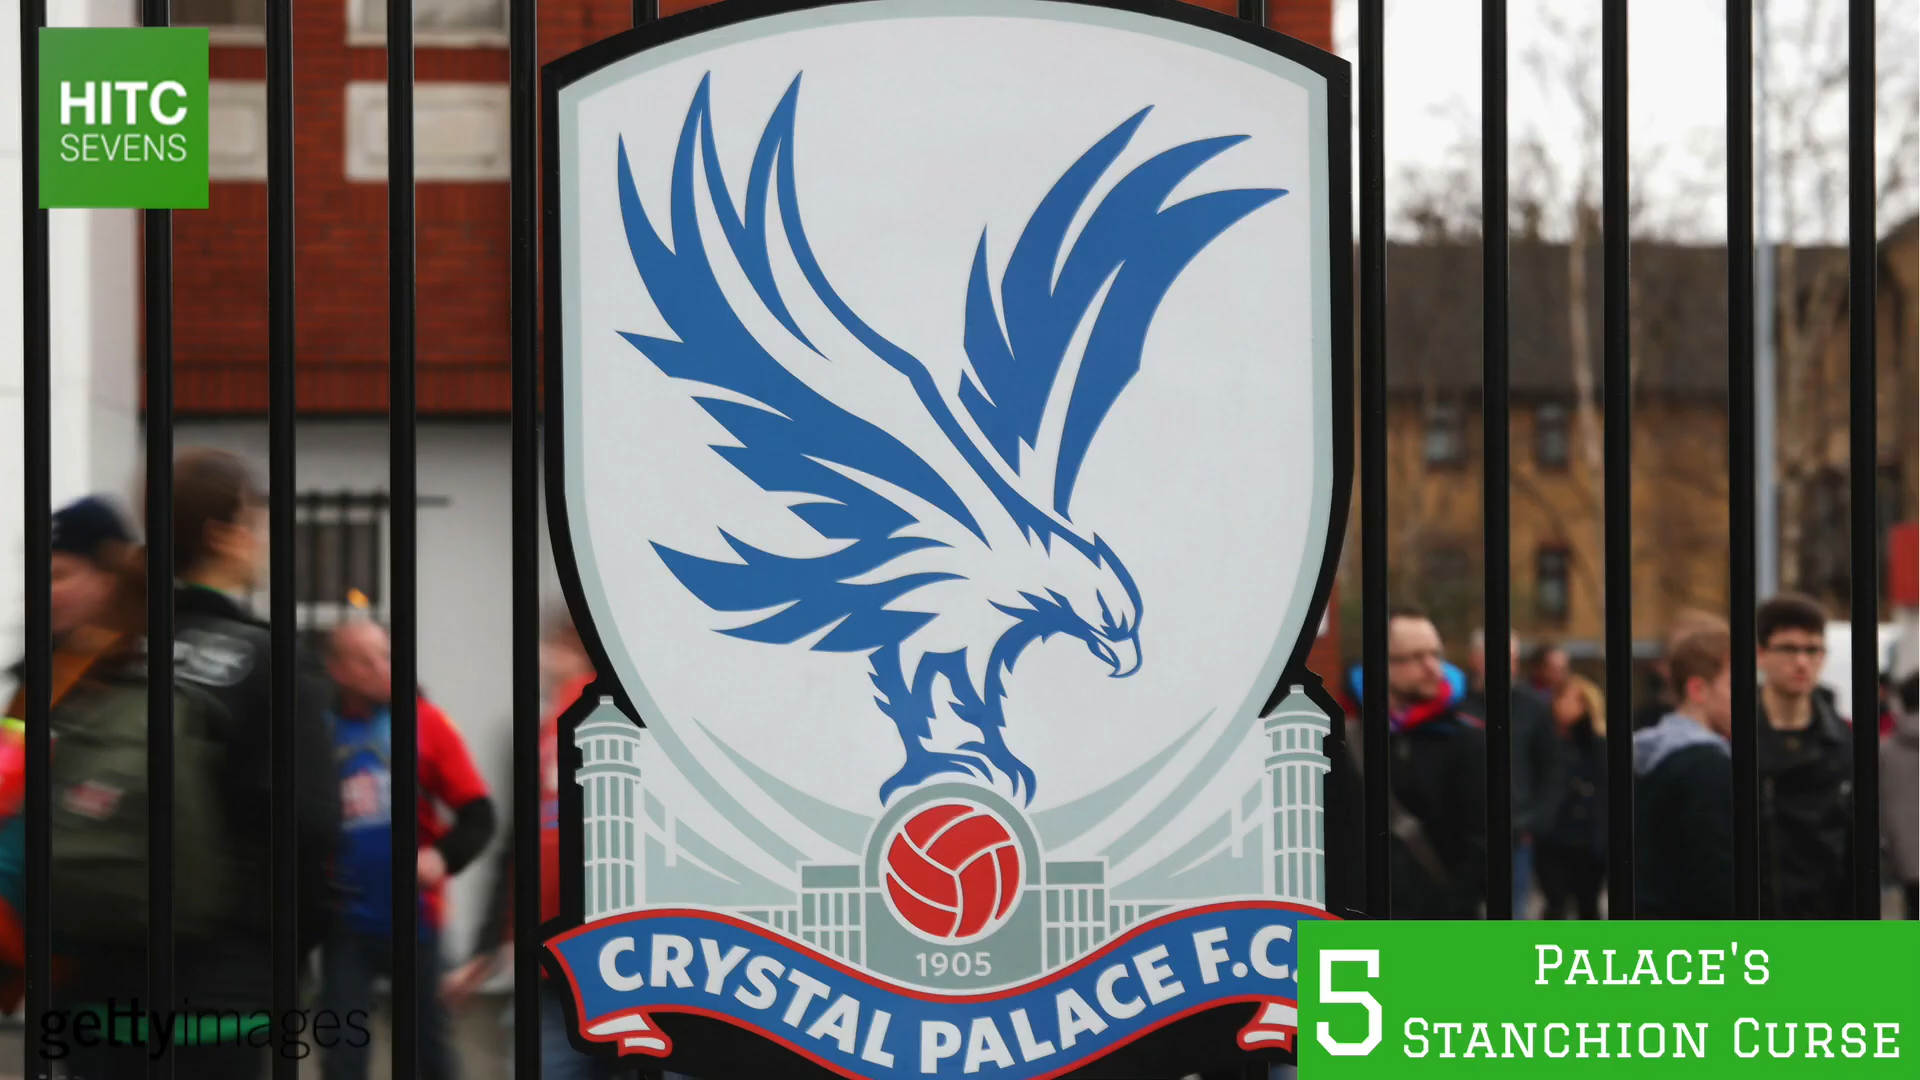 HITC
SEVENS
1905
CRYSTAL PALACE F.C.
gettyimages
5
PALACE'S
STANCHION CURSE